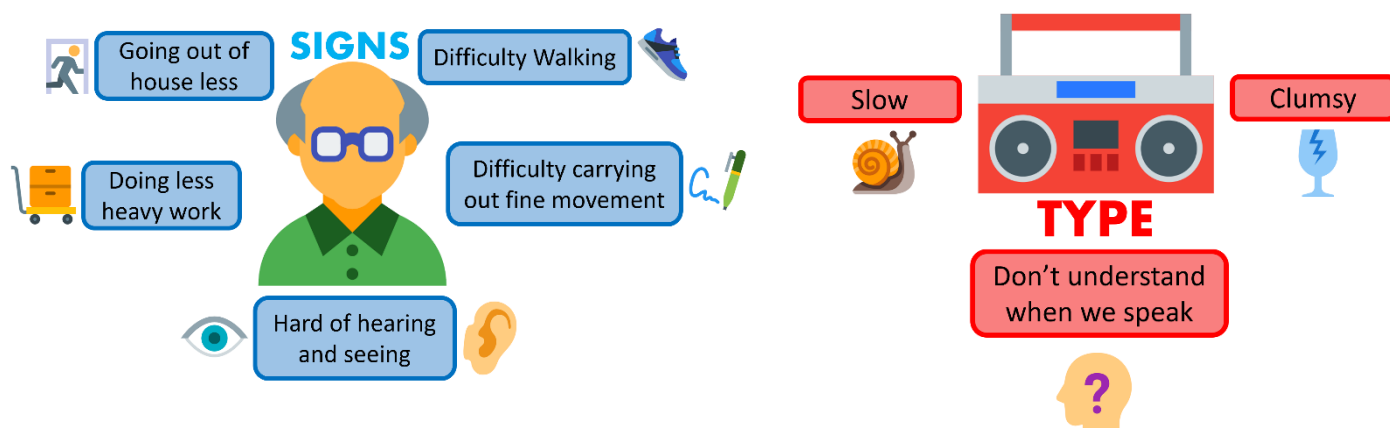 SIGNS
Going out of
house less
Difficulty Walking
Doing less
heavy work
Difficulty carrying
out fine movement
Hard of hearing
and seeing
Slow
Clumsy
TYPE
Don't understand
when we speak
?